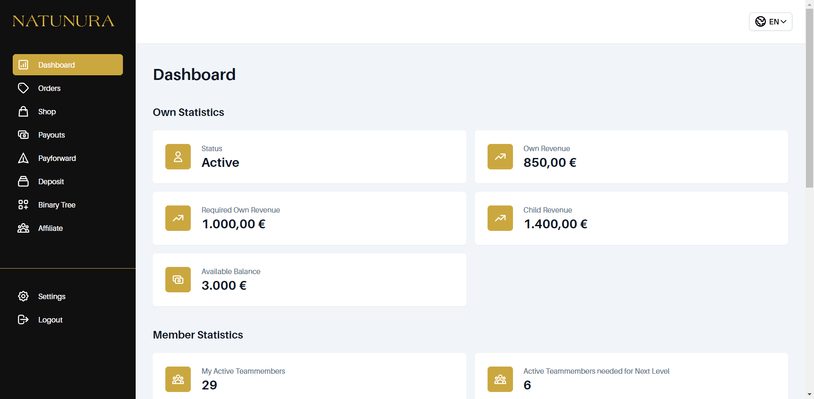 NATUNURA
EN
Dashboard
Orders
Shop
Payouts
Payforward
Deposit
Binary Tree
Affiliate
Settings
Logout
Dashboard
Own Statistics
Status
Active
Own Revenue
850,00 €
Required Own Revenue
1.000,00 €
Child Revenue
1.400,00 €
Available Balance
3.000 €
Member Statistics
My Active Teammembers
29
Active Teammembers needed for Next Level
6